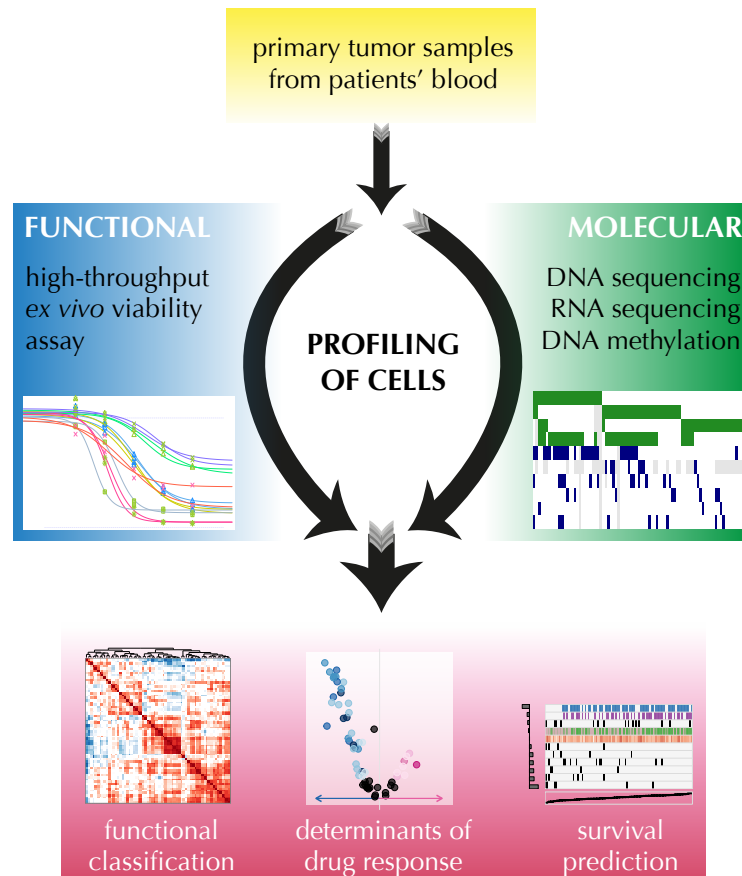 primary tumor samples
from patients’ blood
FUNCTIONAL
high-throughput
ex vivo viability
assay
PROFILING
OF CELLS
MOLECULAR
DNA sequencing
RNA sequencing
DNA methylation
functional
classification
determinants of
drug response
survival
prediction